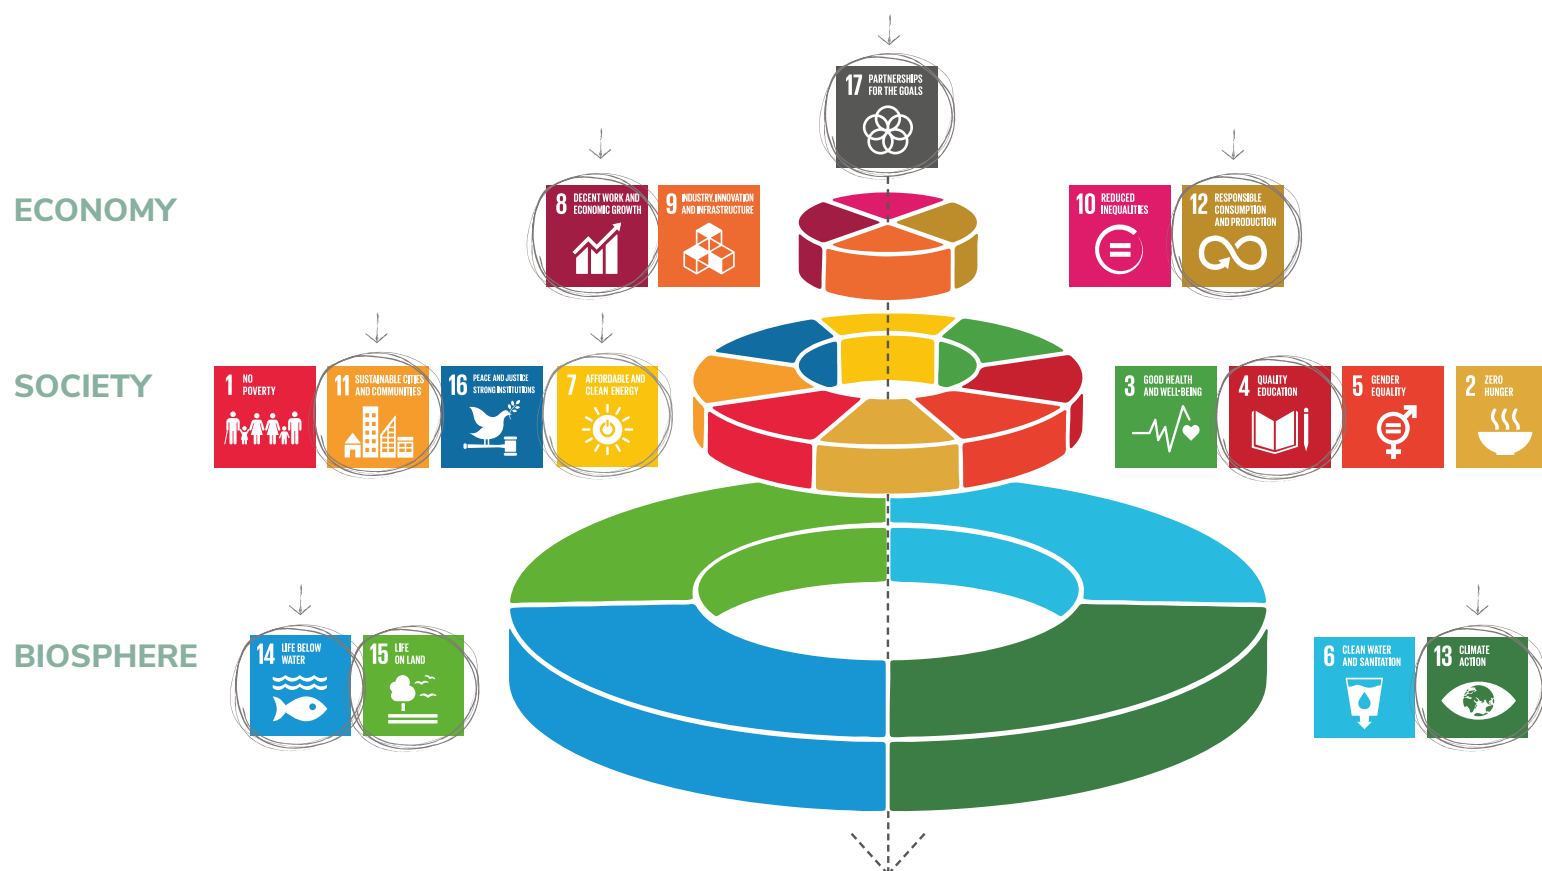 17 PARTNERSHIPS
FOR THE GOALS
ECONOMY
8 DECENT WORK AND
ECONOMIC GROWTH
9 INDUSTRY, INNOVATION
AND INFRASTRUCTURE
10 REDUCED
INEQUALITIES
12 RESPONSIBLE
CONSUMPTION
AND PRODUCTION
SOCIETY
1 NO
POVERTY
11 SUSTAINABLE CITIES
AND COMMUNITIES
16 PEACE AND JUSTICE
STRONG INSTITUTIONS
7 AFFORDABLE AND
CLEAN ENERGY
3 GOOD HEALTH
AND WELL-BEING
4 QUALITY
EDUCATION
5 GENDER
EQUALITY
2 ZERO
HUNGER
BIOSPHERE
14 LIFE BELOW
WATER
15 LIFE
ON LAND
6 CLEAN WATER
AND SANITATION
13 CLIMATE
ACTION